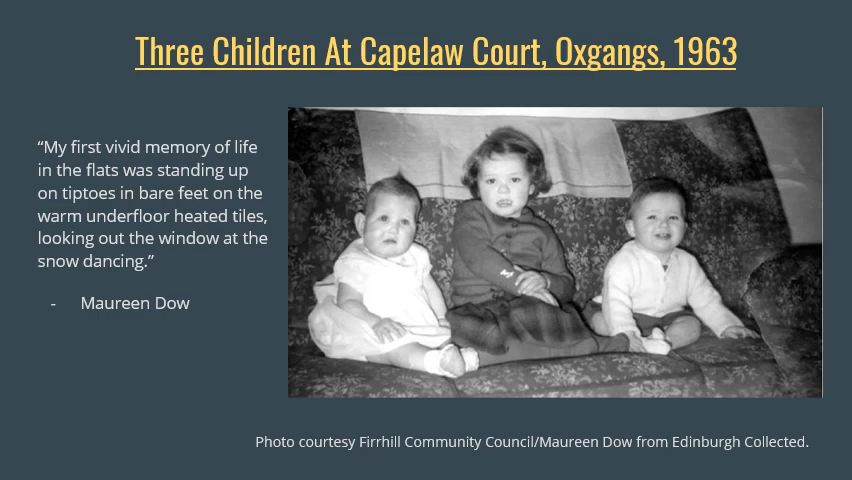 Three Children At Capelaw Court, Oxgangs, 1963
“My first vivid memory of life
in the flats was standing up
on tiptoes in bare feet on the
warm underfloor heated tiles,
looking out the window at the
snow dancing.”
- Maureen Dow
Photo courtesy Firrhill Community Council/Maureen Dow from Edinburgh Collected.